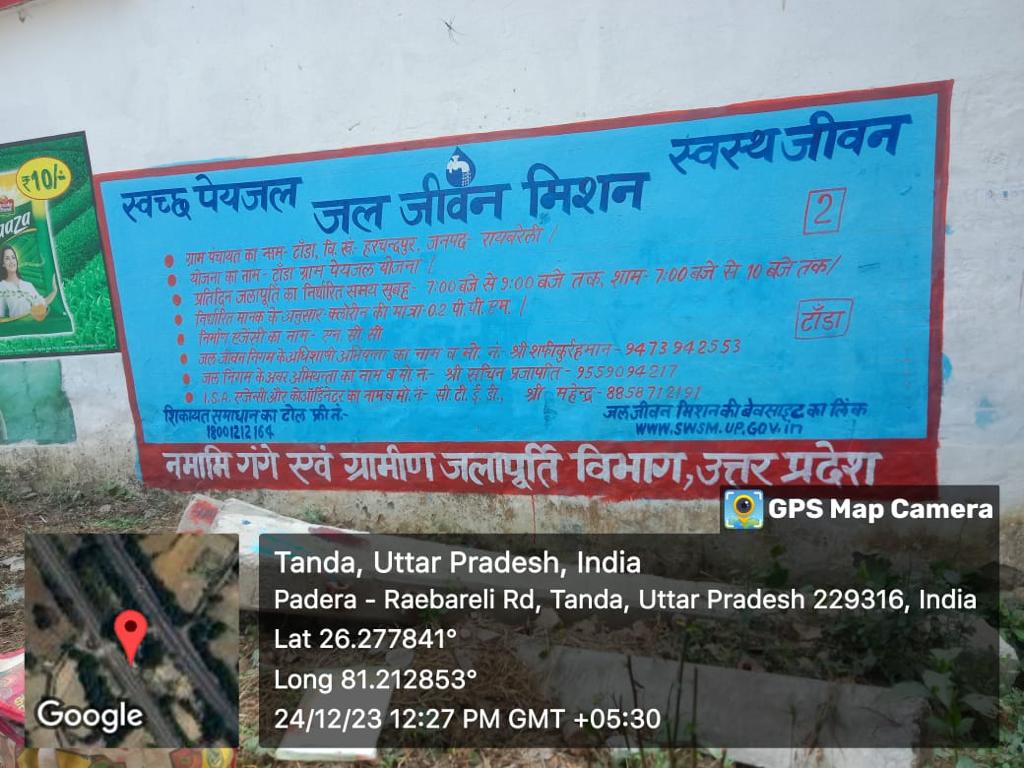 ₹10/-
aaza
स्वच्छ पेयजल
स्वस्थ जीवन
जल जीवन मिशन
2
ग्राम पंचायत का नाम- टाँडा, वि. खं- हरचन्दपुर, जनपद रायबरेली।
योजना का नाम- टाँडा ग्राम पेयजल योजना।
प्रतिदिन जलापूर्ति का निर्धारित समय सुबह- 7:00 बजे से 9:00 बजे तक, शाम- 7:00 बजे से 10 बजे तक।
निर्धारित मानक के अनुसार- क्लोरीन की मात्रा- 0.2 पी.पी.एम.।
टाँडा
निर्माण एजेंसी का नाम- एन. सी. सी.
जल जीवन निगम के अधिशाषी अभियन्ता का नाम व मो. नं- श्री शफीकुर्रहमान- 9473942553
जल निगम के अवर अभियन्ता का नाम व मो. न.- श्री सचिन प्रजापति- 9559094217
I.S.A. एजेन्सी और कोऑर्डिनेटर का नाम व मो. नं- सी. टी. ई. डी., श्री महेन्द्र- 8858712191
शिकायत समाधान का टोल फ्री नं.-
18001212164
जल जीवन मिशन की बेवसाइट का लिंक
WWW.SWSM.UP.GOV.in
नमामि गंगे एवं ग्रामीण जलापूर्ति विभाग, उत्तर प्रदेश
GPS Map Camera
Tanda, Uttar Pradesh, India
Padera - Raebareli Rd, Tanda, Uttar Pradesh 229316, India
Lat 26.277841°
Long 81.212853°
24/12/23 12:27 PM GMT +05:30
Google